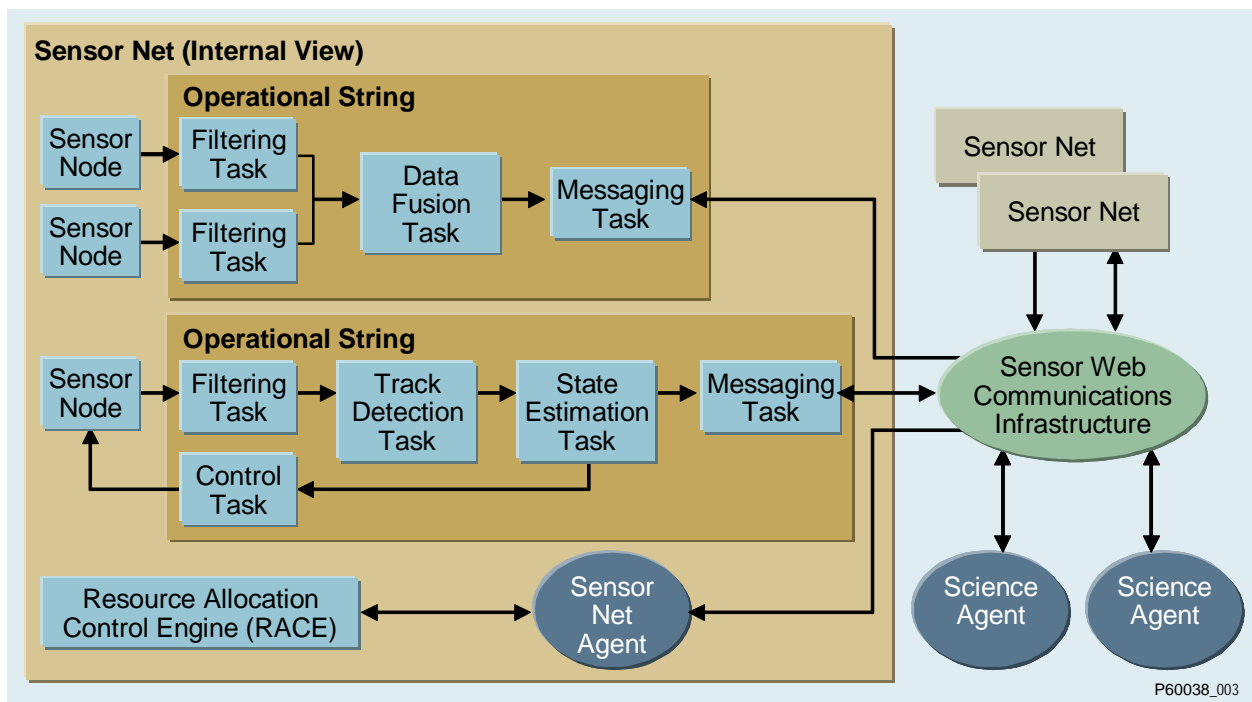 Sensor Net (Internal View)
Operational String
Sensor
Node
Filtering
Task
Sensor
Node
Filtering
Task
Data
Fusion
Task
Messaging
Task
Operational String
Sensor
Node
Filtering
Task
Track
Detection
Task
State
Estimation
Task
Messaging
Task
Control
Task
Resource Allocation
Control Engine (RACE)
Sensor
Net
Agent
Sensor Net
Sensor Net
Sensor Web
Communications
Infrastructure
Science
Agent
Science
Agent
P60038_003